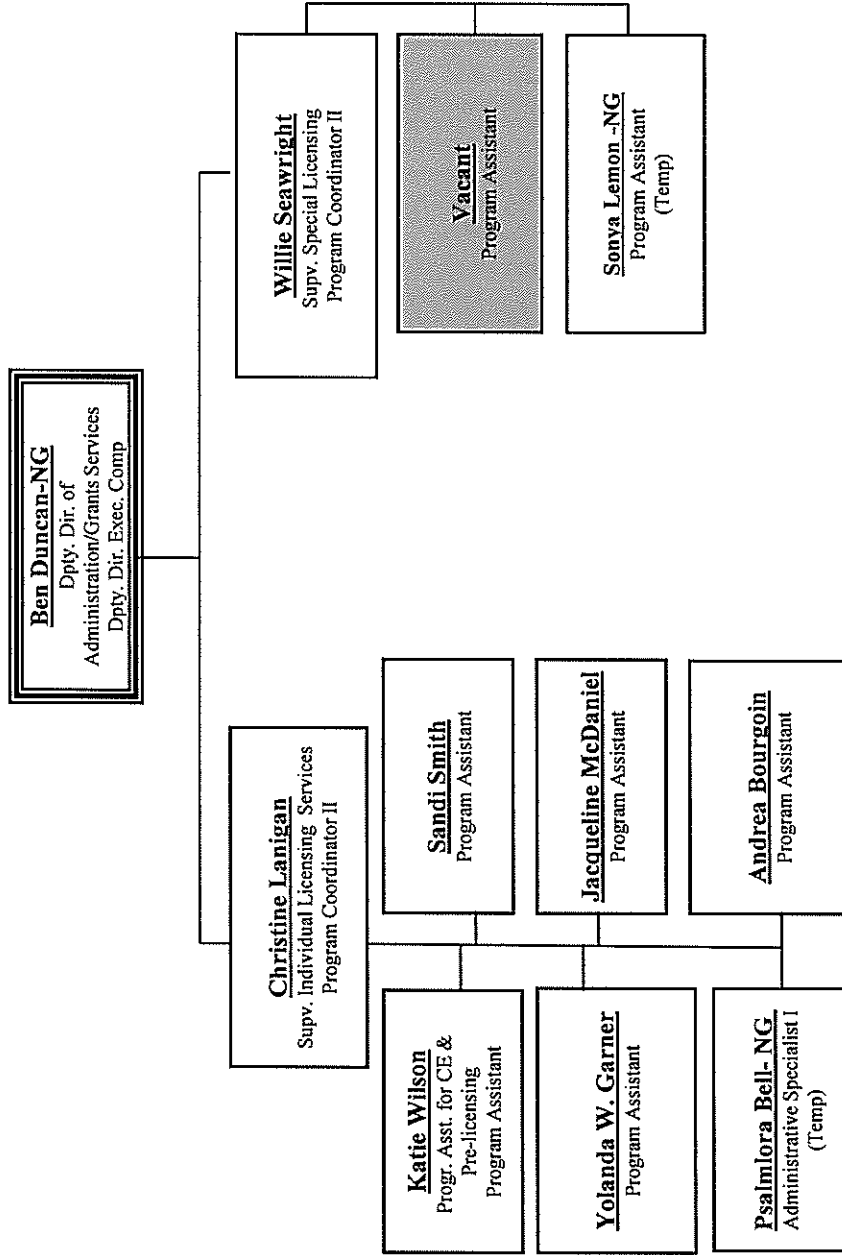 Ben Duncan-NG
Dpty. Dir. of
Administration/Grants Services
Dpty. Dir. Exec. Comp
Christine Lanigan
Supv. Individual Licensing Services
Program Coordinator II
Willie Seawright
Supv. Special Licensing
Program Coordinator II
Katie Wilson
Progr. Asst. for CE &
Pre-licensing
Program Assistant
Sandi Smith
Program Assistant
Yolanda W. Garner
Program Assistant
Jacqueline McDaniel
Program Assistant
Psalmlora Bell- NG
Administrative Specialist I
(Temp)
Andrea Bourgoin
Program Assistant
Vacant
Program Assistant
Sonya Lemon -NG
Program Assistant
(Temp)